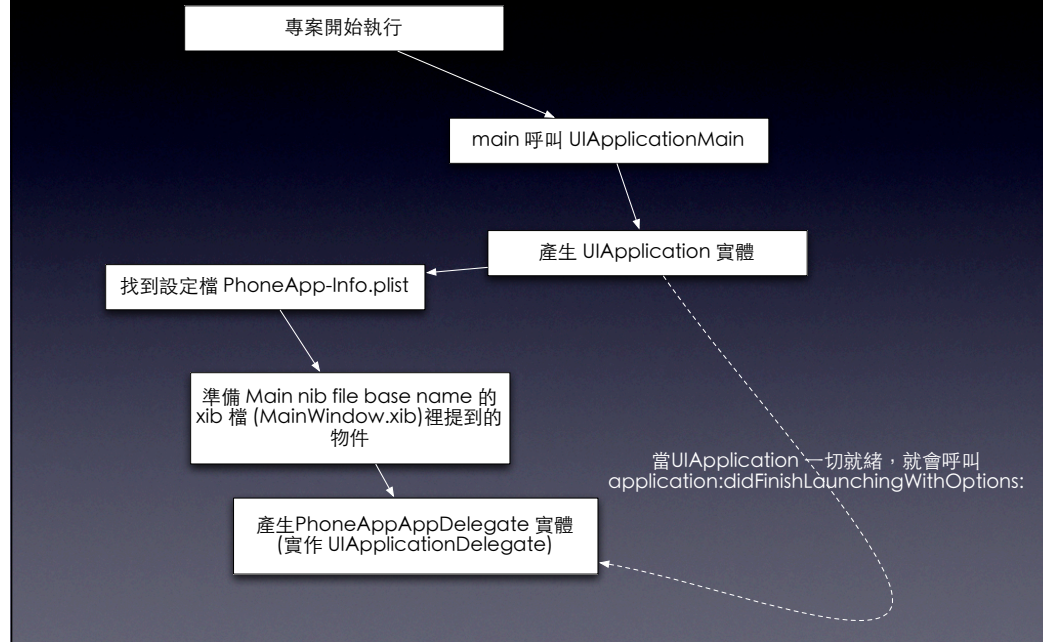 專案開始執行
main 呼叫 UIApplicationMain
產生 UIApplication 實體
找到設定檔 PhoneApp-Info.plist
準備 Main nib file base name 的
xib 檔 (MainWindow.xib)裡提到的
物件
當UIApplication 一切就緒，就會呼叫
application:didFinishLaunchingWithOptions:
產生PhoneAppAppDelegate 實體
(實作 UIApplicationDelegate)